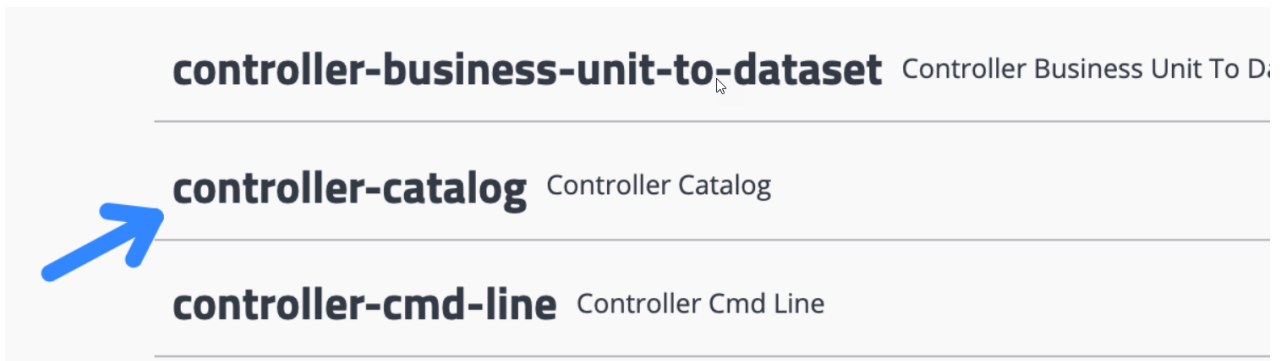 controller-business-unit-to-dataset Controller Business Unit To
controller-catalog Controller Catalog
controller-cmd-line Controller Cmd Line